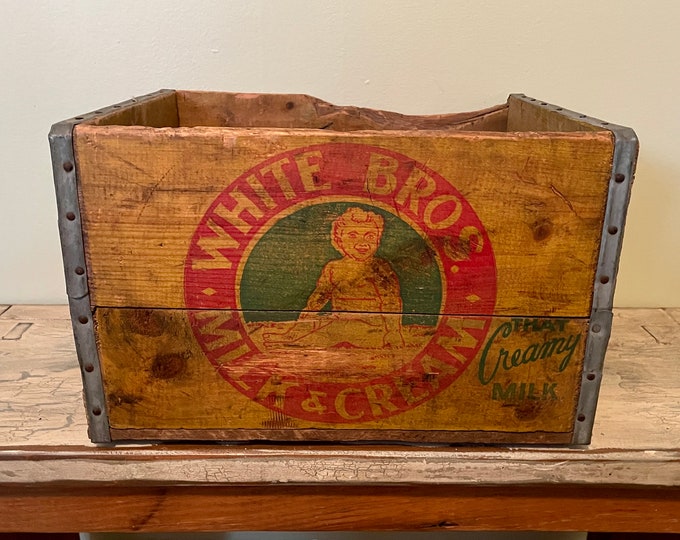 · WHITE BROS. ·
MILK & CREAM
THAT
Creamy
MILK